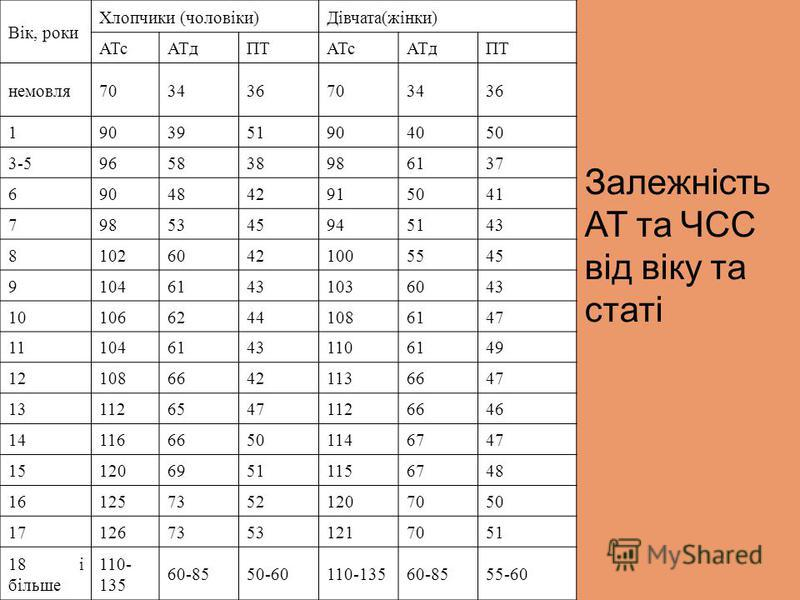 Вік, роки Хлопчики (чоловіки) Дівчата(жінки)
АТс АТд ПТ АТс АТд ПТ
немовля 70 34 36 70 34 36
1 90 39 51 90 40 50
3-5 96 58 38 98 61 37
6 90 48 42 91 50 41
7 98 53 45 94 51 43
8 102 60 42 100 55 45
9 104 61 43 103 60 43
10 106 62 44 108 61 47
11 104 61 43 110 61 49
12 108 66 42 113 66 47
13 112 65 47 112 66 46
14 116 66 50 114 67 47
15 120 69 51 115 67 48
16 125 73 52 120 70 50
17 126 73 53 121 70 51
18 і більше 110-135 60-85 50-60 110-135 60-85 55-60
Залежність
АТ та ЧСС
від віку та
статі
MyShared